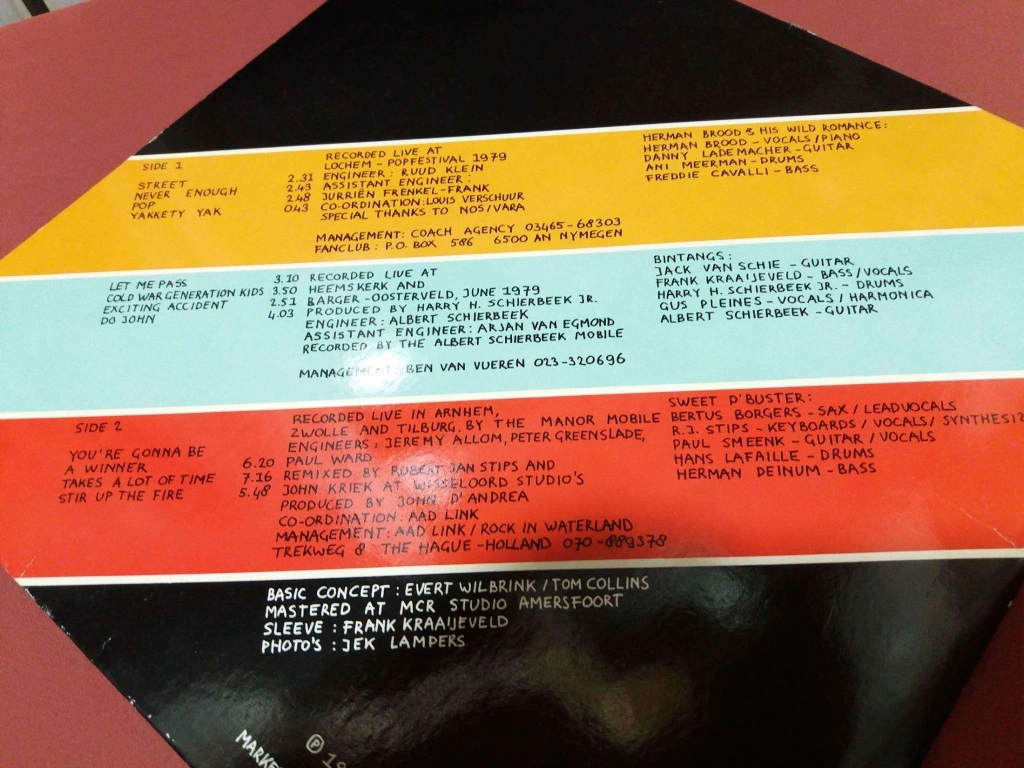 SIDE 1
STREET 2.31
NEVER ENOUGH 2.43
POP 2.48
YAKKETY YAK 0.43
RECORDED LIVE AT
LOCHEM - POPFESTIVAL 1979
ENGINEER: RUUD KLEIN
ASSISTANT ENGINEER:
JURRIËN FRENKEL-FRANK
CO-ORDINATION: LOUIS VERSCHUUR
SPECIAL THANKS TO NOS/VARA
MANAGEMENT: COACH AGENCY 03465-68303
FANCLUB: P.O. BOX 586 6500 AN NYMEGEN
HERMAN BROOD & HIS WILD ROMANCE:
HERMAN BROOD - VOCALS/PIANO
DANNY LADEMACHER - GUITAR
ANI MEERMAN - DRUMS
FREDDIE CAVALLI - BASS
LET ME PASS 3.10
COLD WAR GENERATION KIDS 3.50
EXCITING ACCIDENT 2.51
DO JOHN 4.03
RECORDED LIVE AT
HEEMSKERK AND
BARGER-OOSTERVELD, JUNE 1979
PRODUCED BY HARRY H. SCHIERBEEK JR.
ENGINEER: ALBERT SCHIERBEEK
ASSISTANT ENGINEER: ARJAN VAN EGMOND
RECORDED BY THE ALBERT SCHIERBEEK MOBILE
MANAGEMENT: BEN VAN VUEREN 023-320696
BINTANGS:
JACK VAN SCHIE - GUITAR
FRANK KRAAIJEVELD - BASS/VOCALS
HARRY H. SCHIERBEEK JR. - DRUMS
GUS PLEINES - VOCALS / HARMONICA
ALBERT SCHIERBEEK - GUITAR
SIDE 2
YOU'RE GONNA BE
A WINNER 6.20
TAKES A LOT OF TIME 7.16
STIR UP THE FIRE 5.48
RECORDED LIVE IN ARNHEM,
ZWOLLE AND TILBURG. BY THE MANOR MOBILE
ENGINEERS: JEREMY ALLOM, PETER GREENSLADE,
PAUL WARD
REMIXED BY ROBERT JAN STIPS AND
JOHN KRIEK AT WISSELOORD STUDIO'S
PRODUCED BY JOHN D'ANDREA
CO-ORDINATION: AAD LINK
MANAGEMENT: AAD LINK / ROCK IN WATERLAND
TREKWEG 8 THE HAGUE - HOLLAND 070-889378
SWEET D'BUSTER:
BERTUS BORGERS - SAX / LEADVOCALS
R.J. STIPS - KEYBOARDS / VOCALS/
PAUL SMEENK - GUITAR / VOCALS
HANS LAFAILLE - DRUMS
HERMAN DEINUM - BASS
BASIC CONCEPT: EVERT WILBRINK / TOM COLLINS
MASTERED AT MCR STUDIO AMERSFOORT
SLEEVE: FRANK KRAAIJEVELD
PHOTO'S: JEK LAMPERS
℗